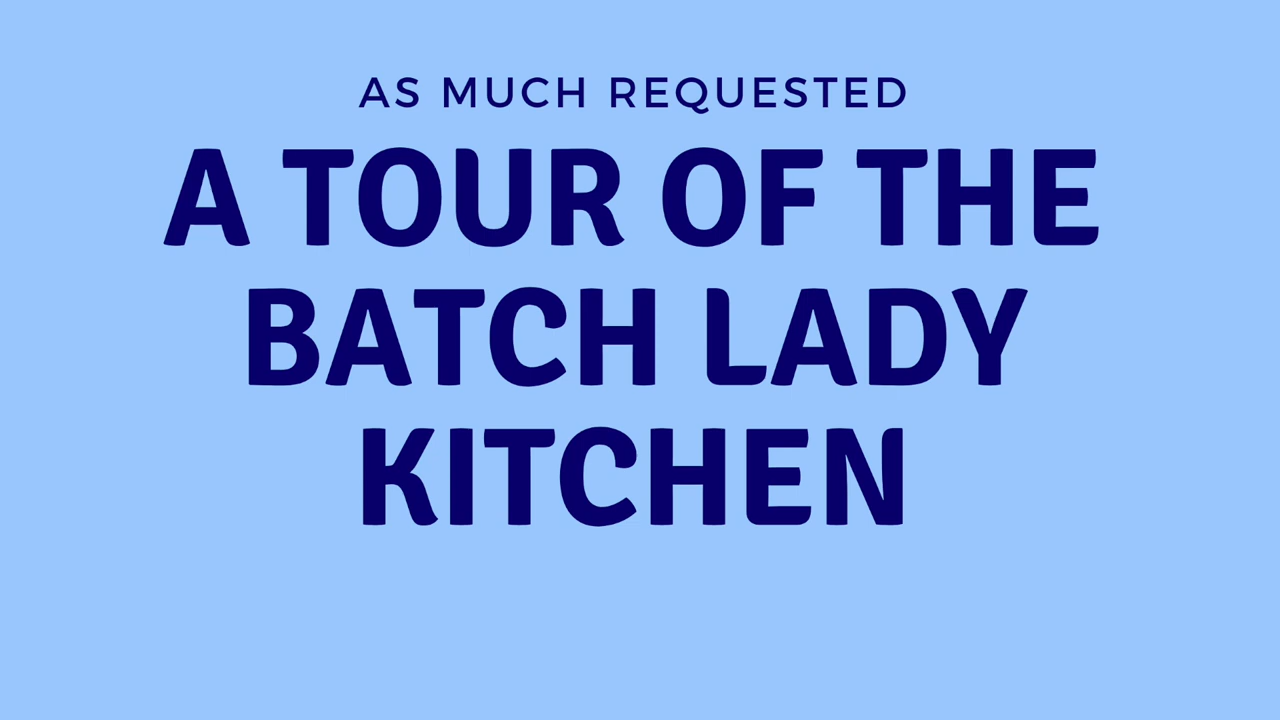 AS MUCH REQUESTED
A TOUR OF THE
BATCH LADY
KITCHEN